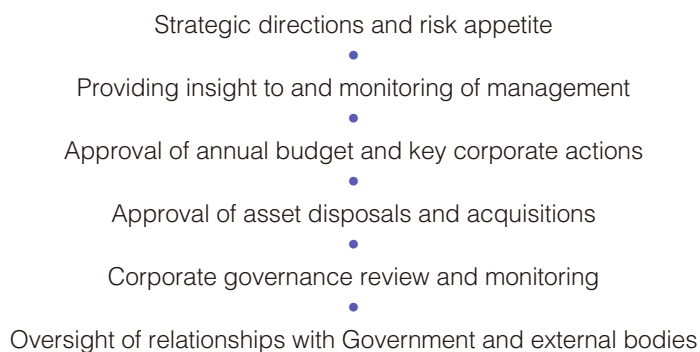 Strategic directions and risk appetite
•
Providing insight to and monitoring of management
•
Approval of annual budget and key corporate actions
•
Approval of asset disposals and acquisitions
•
Corporate governance review and monitoring
•
Oversight of relationships with Government and external bodies